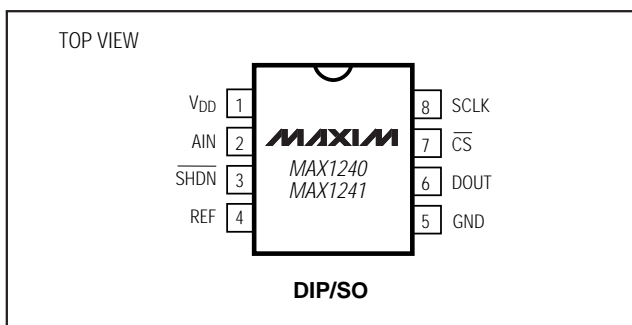 TOP VIEW
VDD 1
AIN 2
SHDN 3
REF 4
MAXIM
MAX1240
MAX1241
8 SCLK
7 CS
6 DOUT
5 GND
DIP/SO